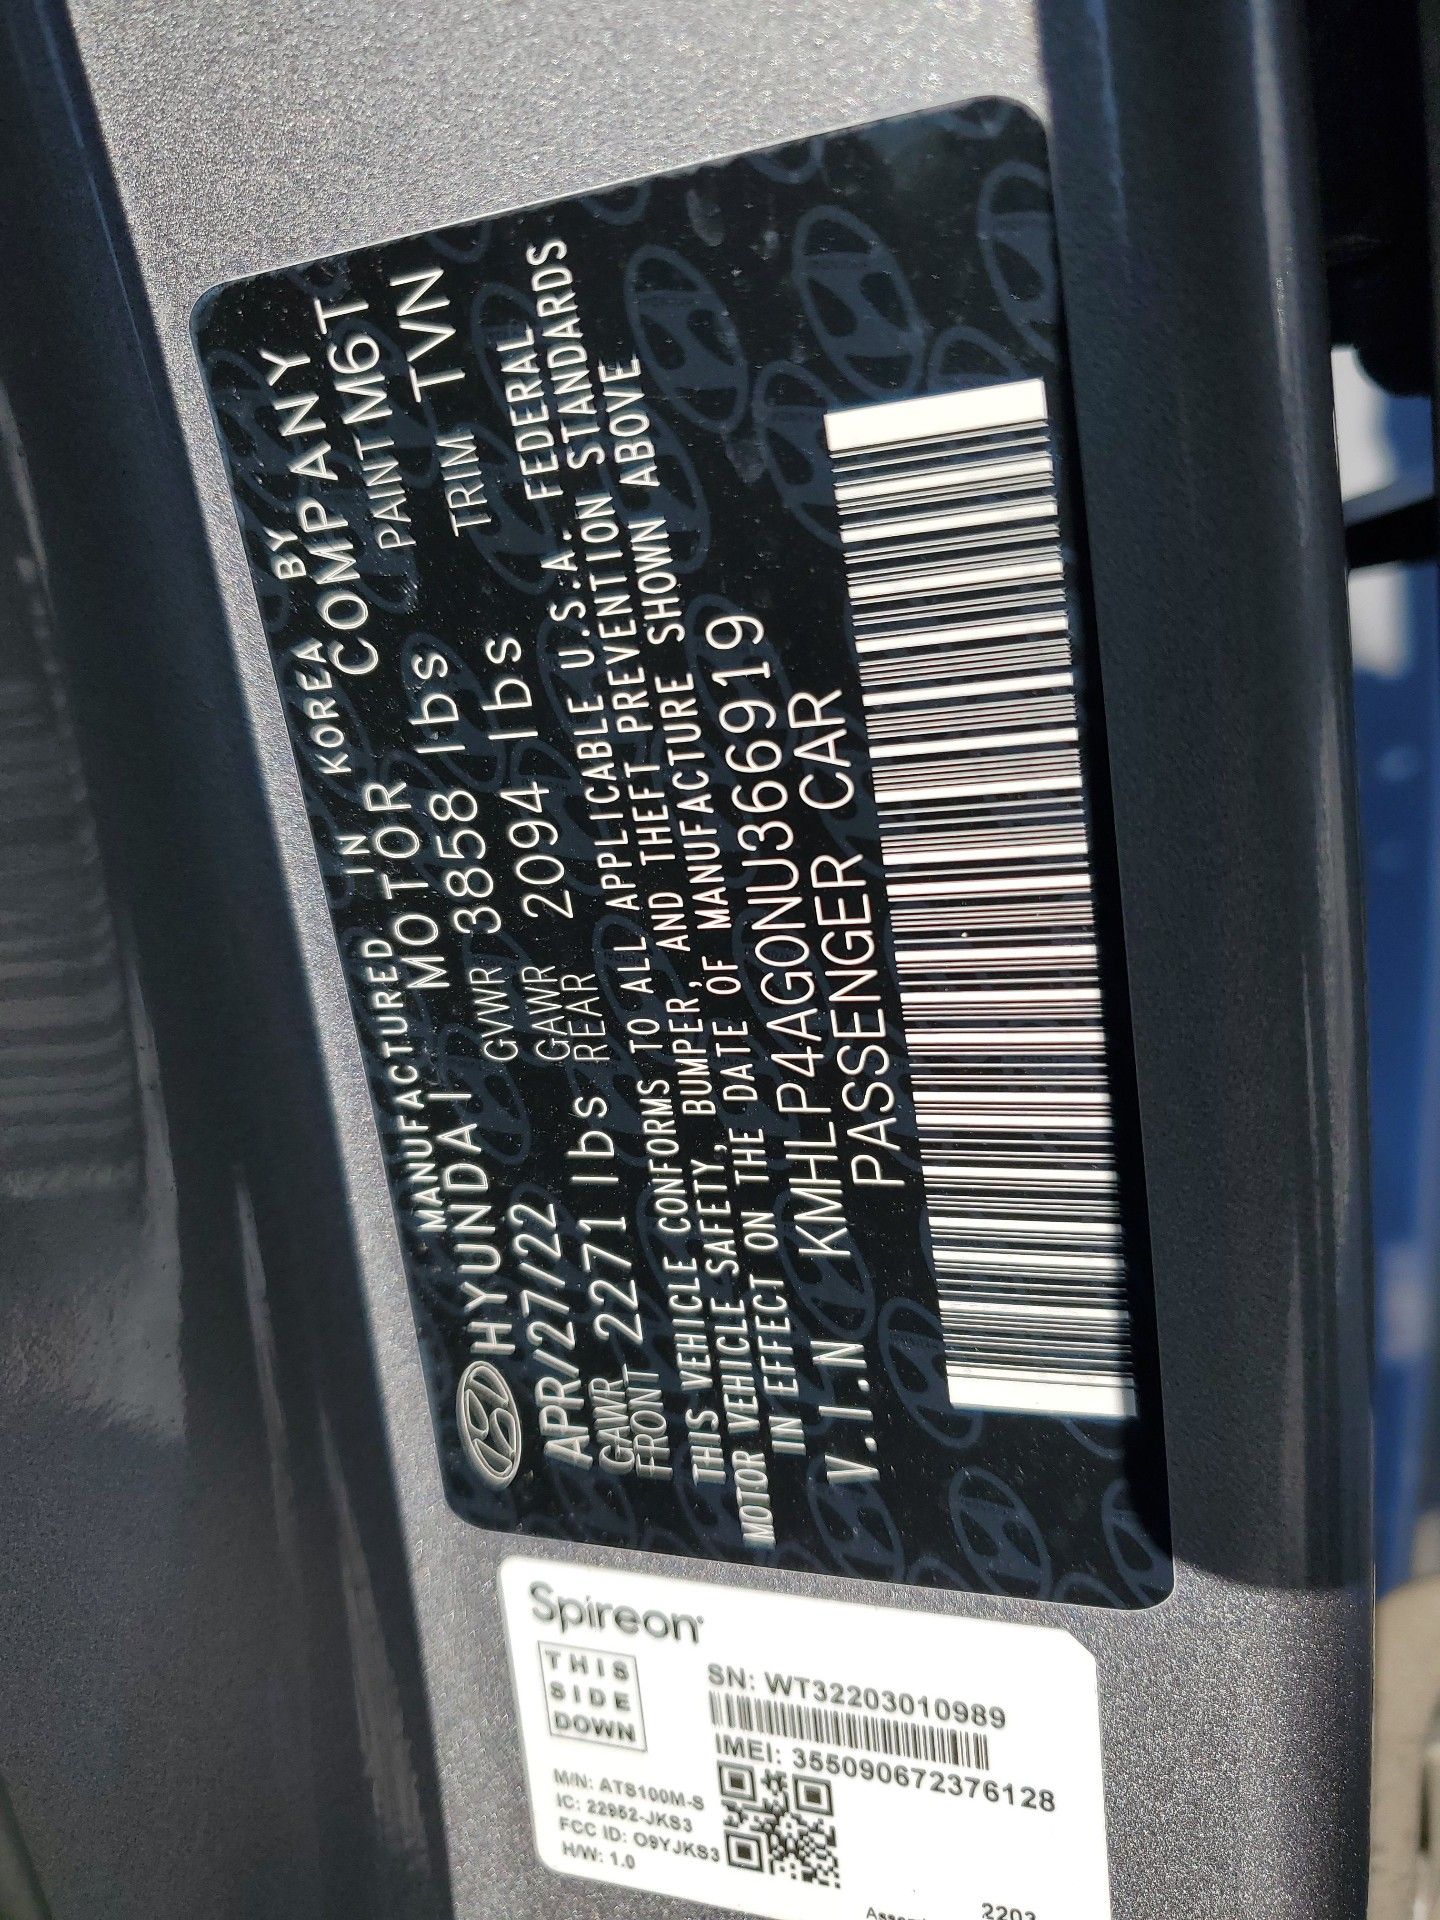 MANUFACTURED IN KOREA BY
HYUNDAI MOTOR COMPANY
APR/27/22 GVWR 3858 lbs PAINT M6T
GAWR FRONT 2271 lbs GAWR REAR 2094 lbs TRIM TVN
THIS VEHICLE CONFORMS TO ALL APPLICABLE U.S.A. FEDERAL
MOTOR VEHICLE SAFETY, BUMPER, AND THEFT PREVENTION STANDARDS
IN EFFECT ON THE DATE OF MANUFACTURE SHOWN ABOVE
V.I.N KMHLP4AG0NU366919
PASSENGER CAR
Spireon
THIS
SIDE
DOWN
SN: WT32203010989
IMEI: 355090672376128
M/N: ATS100M-S
IC: 22952-JKS3
FCC ID: O9YJKS3
H/W: 1.0
2203